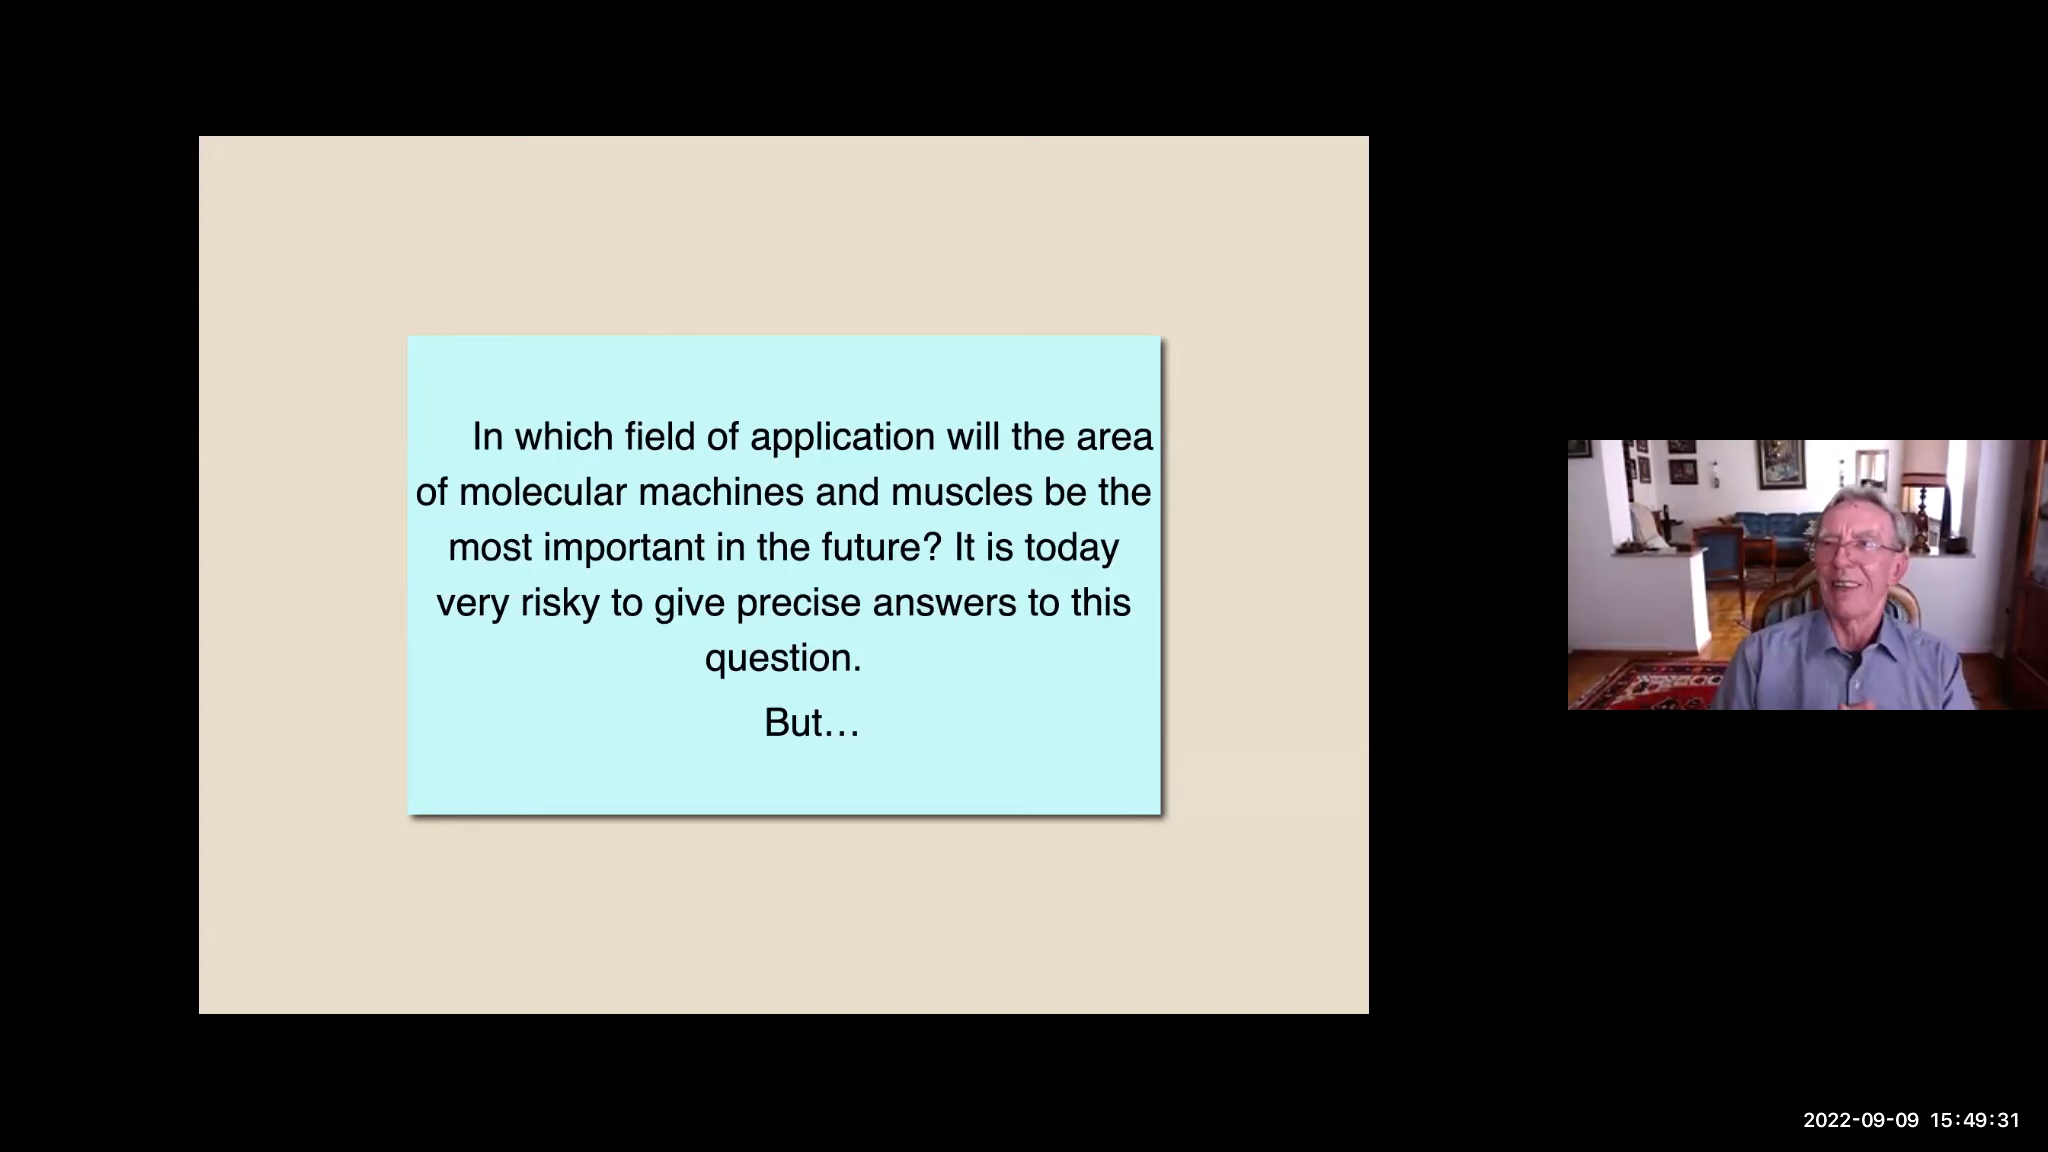 In which field of application will the area
of molecular machines and muscles be the
most important in the future? It is today
very risky to give precise answers to this
question.
But…
2022-09-09 15:49:31